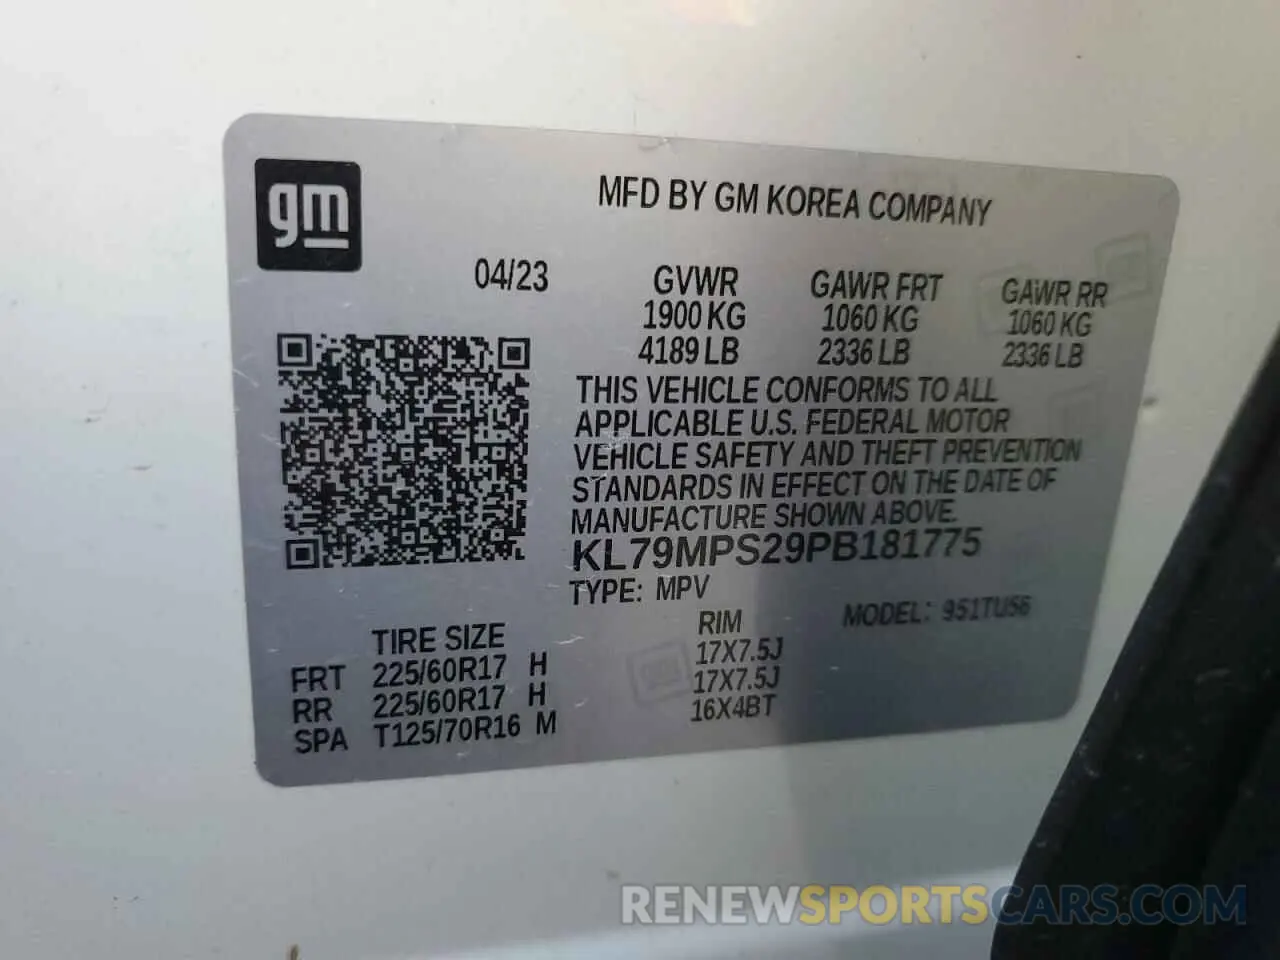 gm
MFD BY GM KOREA COMPANY
04/23 GVWR GAWR FRT GAWR RR
1900 KG 1060 KG 1060 KG
4189 LB 2336 LB 2336 LB
THIS VEHICLE CONFORMS TO ALL
APPLICABLE U.S. FEDERAL MOTOR
VEHICLE SAFETY AND THEFT PREVENTION
STANDARDS IN EFFECT ON THE DATE OF
MANUFACTURE SHOWN ABOVE.
KL79MPS29PB181775
TYPE: MPV MODEL: 951TU56
TIRE SIZE RIM
FRT 225/60R17 H 17X7.5J
RR 225/60R17 H 17X7.5J
SPA T125/70R16 M 16X4BT
RENEWSPORTSCARS.COM